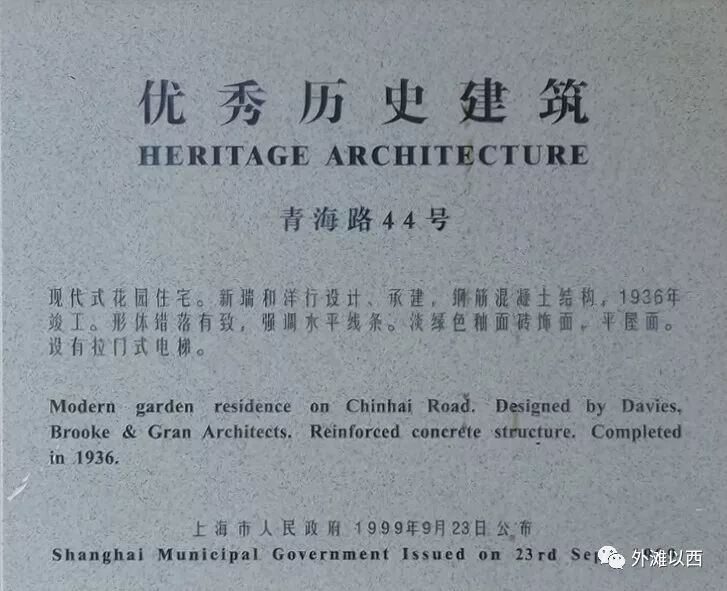 优秀历史建筑
HERITAGE ARCHITECTURE
青海路44号
现代式花园住宅。新瑞和洋行设计、承建，钢筋混凝土结构，1936年
竣工。形体错落有致，强调水平线条。淡绿色釉面砖饰面，平屋面。
设有拉门式电梯。
Modern garden residence on Chinhai Road. Designed by Davies,
Brooke & Gran Architects. Reinforced concrete structure. Completed
in 1936.
上海市人民政府 1999年9月23日公布
Shanghai Municipal Government Issued on 23rd
外滩以西